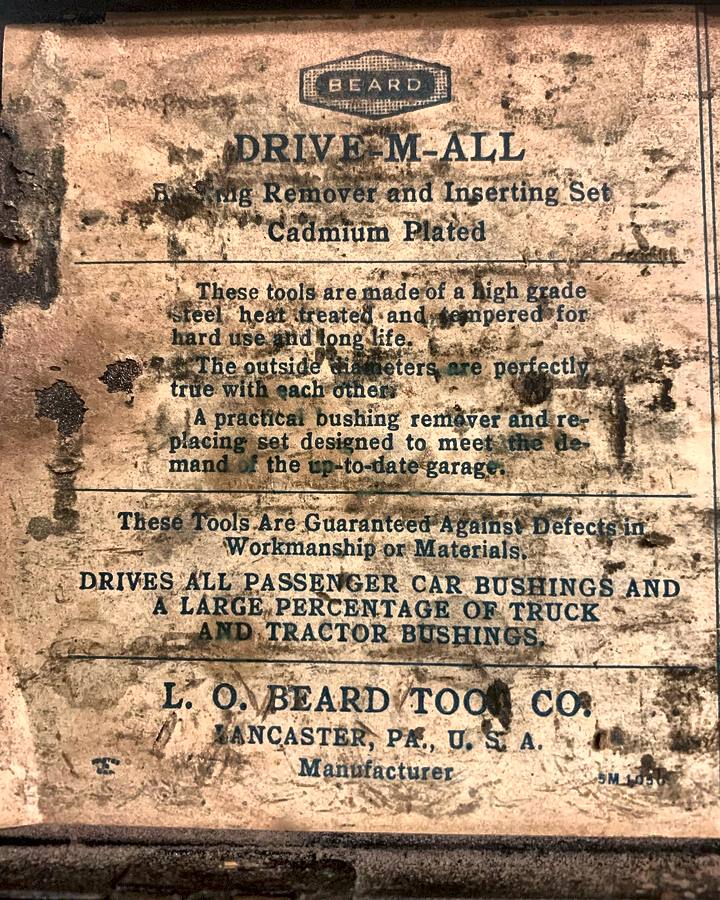 BEARD
DRIVE-M-ALL
Remover and Inserting Set
Cadmium Plated
These tools are made of a high grade
steel heat treated and tempered for
hard use and long life.
The outside diameters are perfectly
true with each other.
A practical bushing remover and re-
placing set designed to meet the de-
mand of the up-to-date garage.
These Tools Are Guaranteed Against Defects in
Workmanship or Materials.
DRIVES ALL PASSENGER CAR BUSHINGS AND
A LARGE PERCENTAGE OF TRUCK
AND TRACTOR BUSHINGS.
L. O. BEARD TOOL CO.
LANCASTER, PA., U. S. A.
Manufacturer
5M